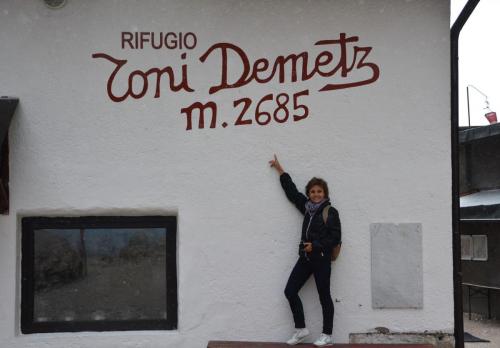 RIFUGIO
Toni Demetz
m. 2685